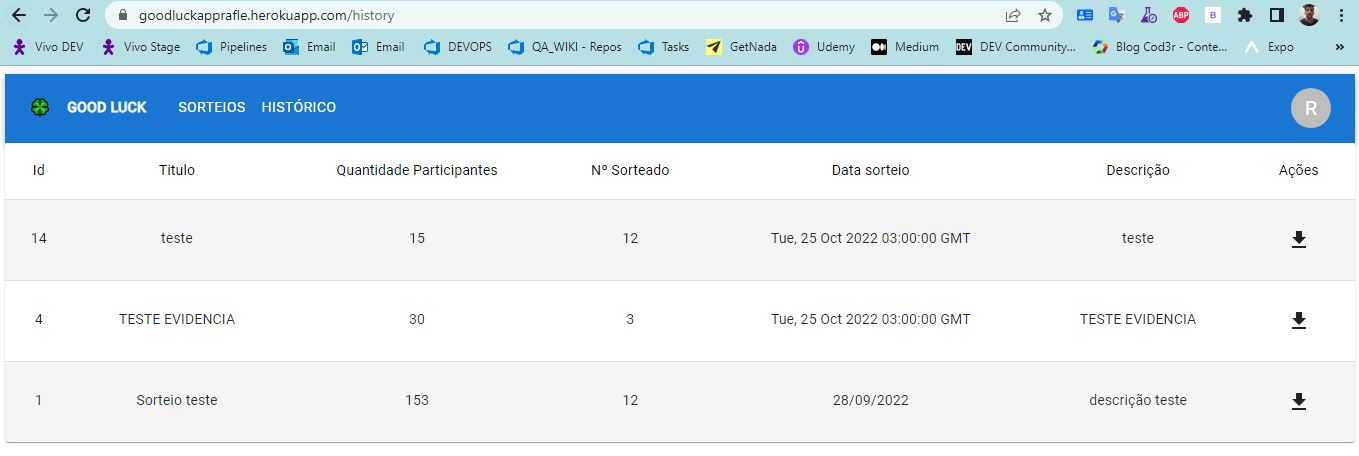 goodluckapprafle.herokuapp.com/history
ABP B
Vivo DEV Vivo Stage Pipelines Email Email DEVOPS QA_WIKI - Repos Tasks GetNada Udemy Medium DEV DEV Community... Blog Cod3r - Conte... Expo »
GOOD LUCK SORTEIOS HISTÓRICO R
Id Titulo Quantidade Participantes Nº Sorteado Data sorteio Descrição Ações
14 teste 15 12 Tue, 25 Oct 2022 03:00:00 GMT teste
4 TESTE EVIDENCIA 30 3 Tue, 25 Oct 2022 03:00:00 GMT TESTE EVIDENCIA
1 Sorteio teste 153 12 28/09/2022 descrição teste